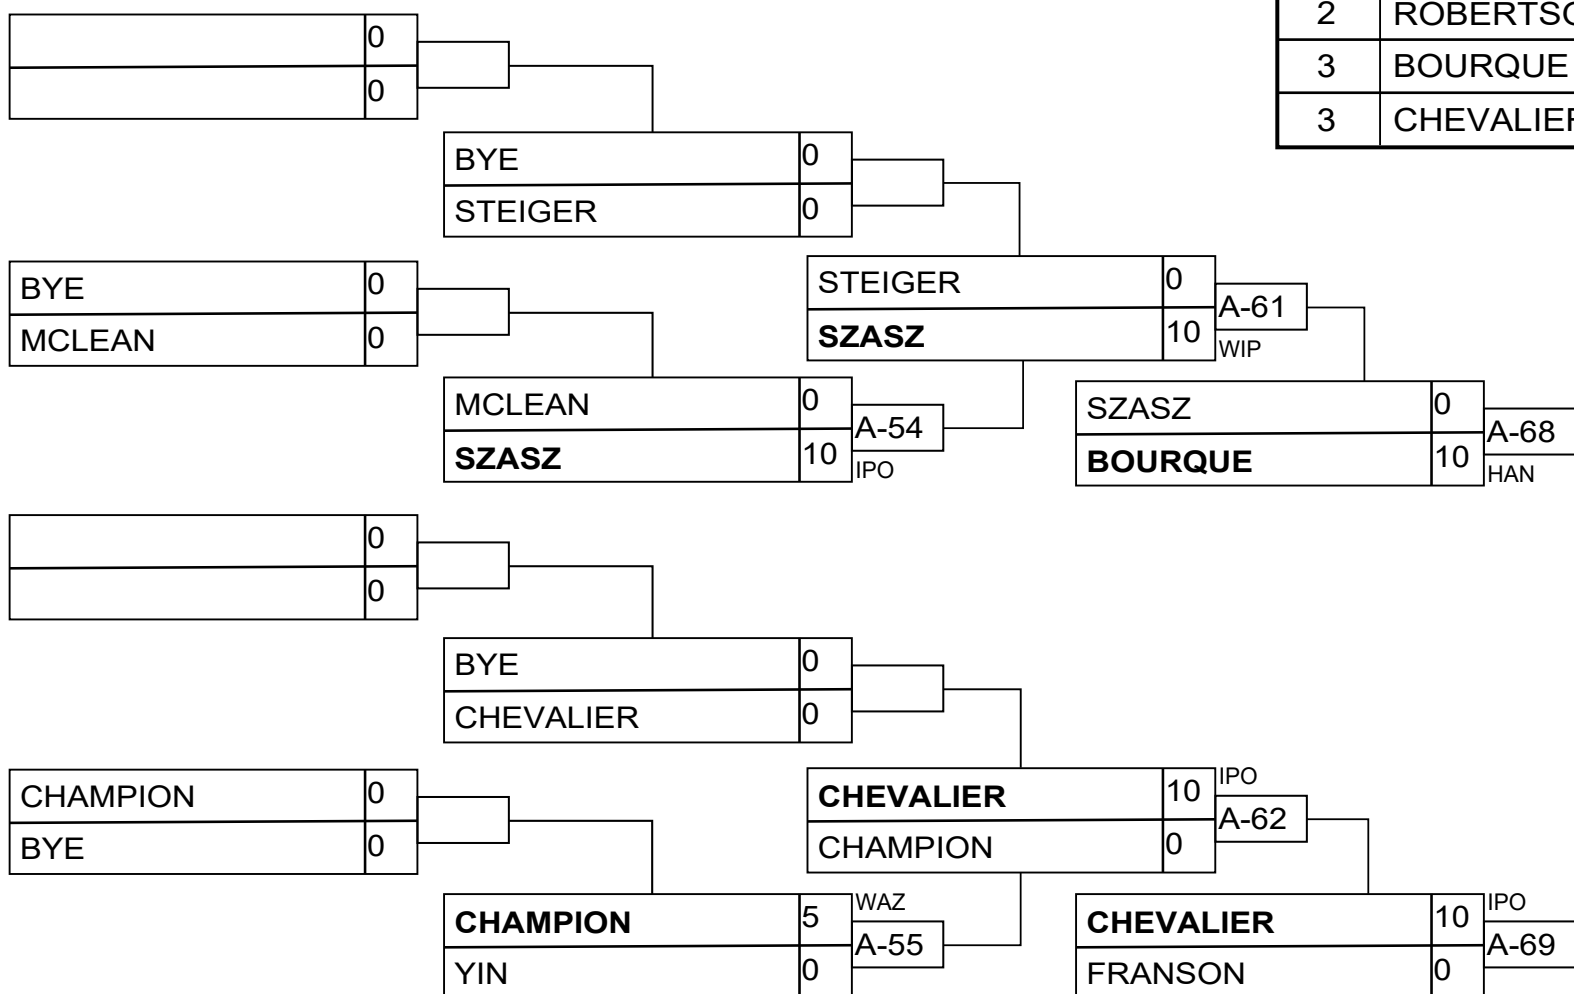 2
3 BOURQUE
3
0
0
BYE 0
STEIGER 0
BYE 0
MCLEAN 0
STEIGER 0
SZASZ 10
A-61
WIP
MCLEAN 0
SZASZ 10
A-54
IPO
SZASZ 0
BOURQUE 10
A-68
HAN
0
0
BYE 0
CHEVALIER 0
CHAMPION 0
BYE 0
CHEVALIER 10
CHAMPION 0
IPO
A-62
CHAMPION 5
YIN 0
WAZ
A-55
CHEVALIER 10
FRANSON 0
IPO
A-69